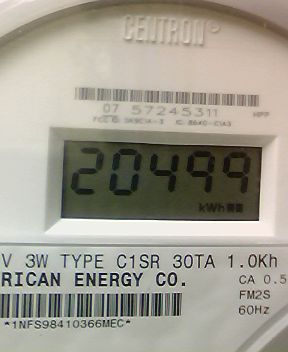 CENTRON®
07 57245311
HPP
20499
kWh
V 3W TYPE C1SR 30TA 1.0Kh
RICAN ENERGY CO.
CA 0.5
FM2S
60Hz
*1NFS98410366MEC*